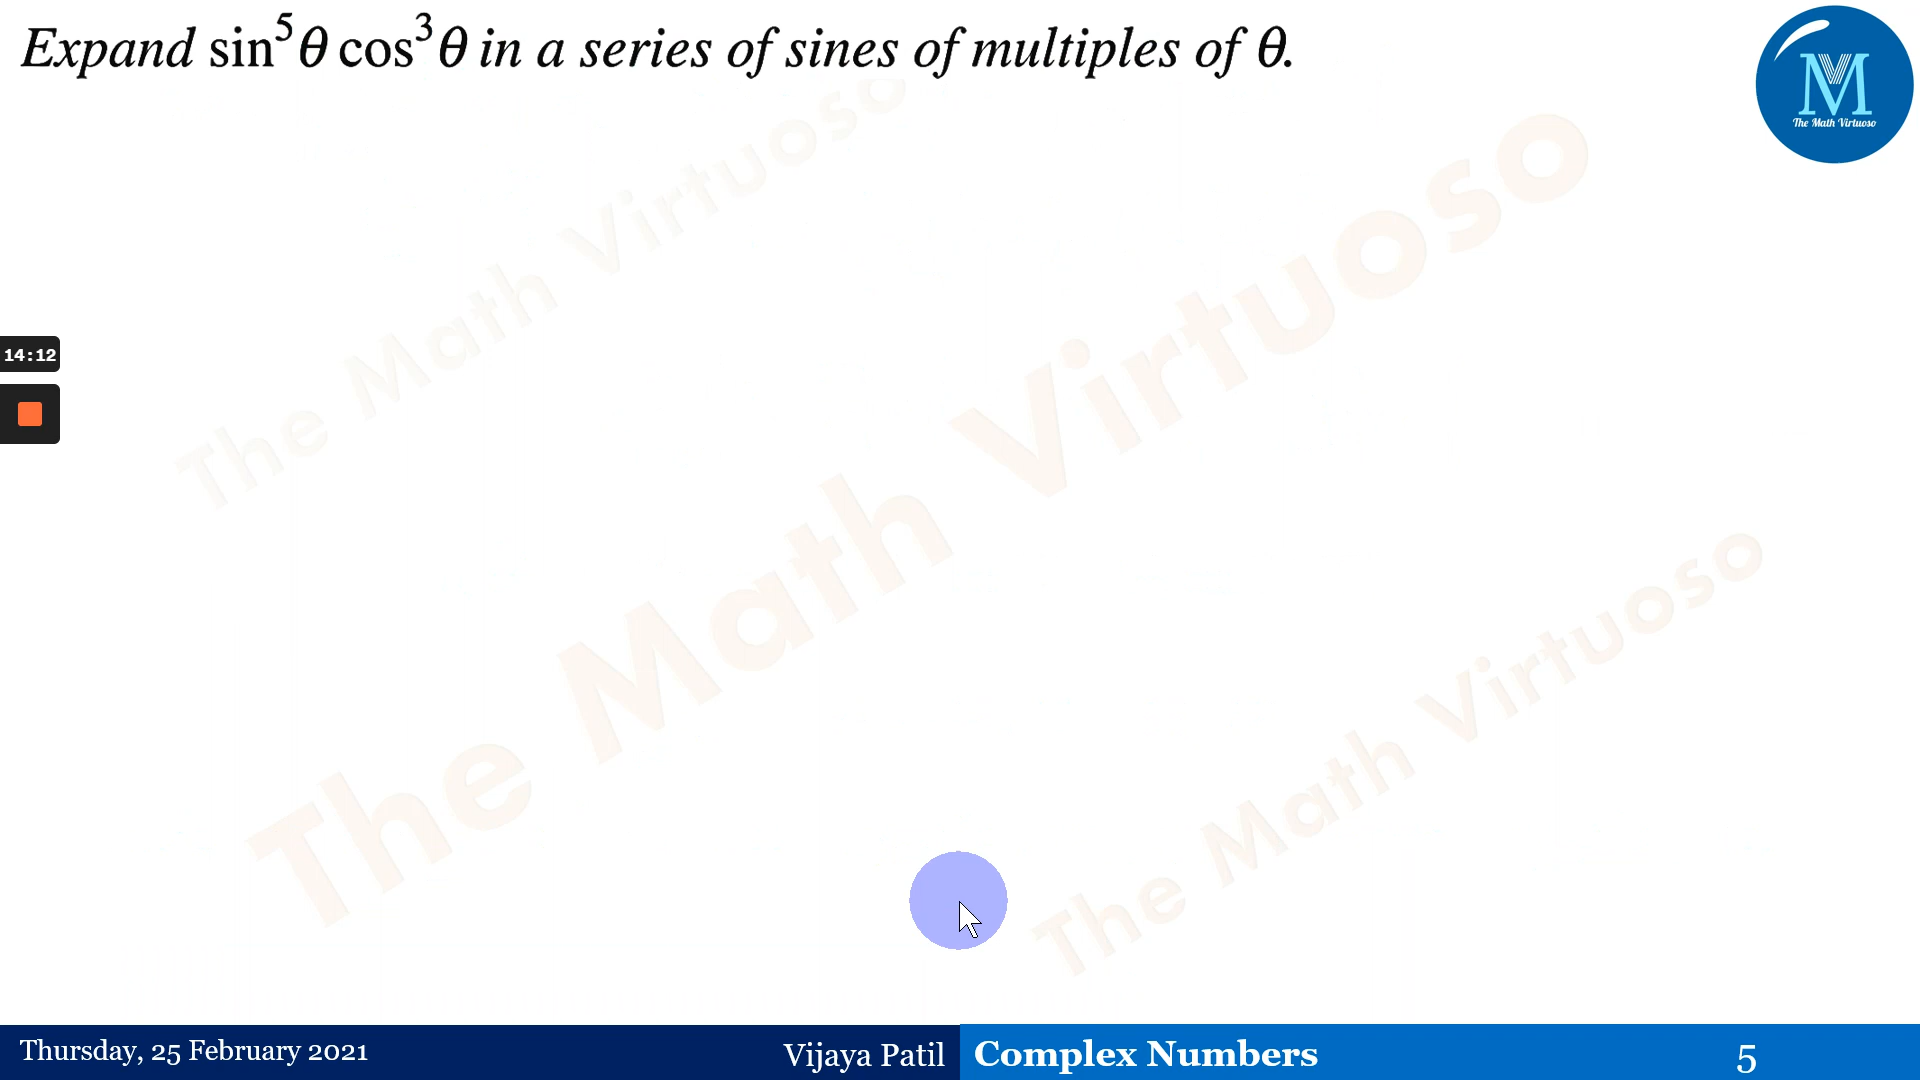 Expand sin⁵θ cos³θ in a series of sines of multiples of θ.
M
The Math Virtuoso
The Math Virtuoso
The Math Virtuoso
14:12
The Math Virtuoso
Thursday, 25 February 2021
Vijaya Patil
Complex Numbers
5